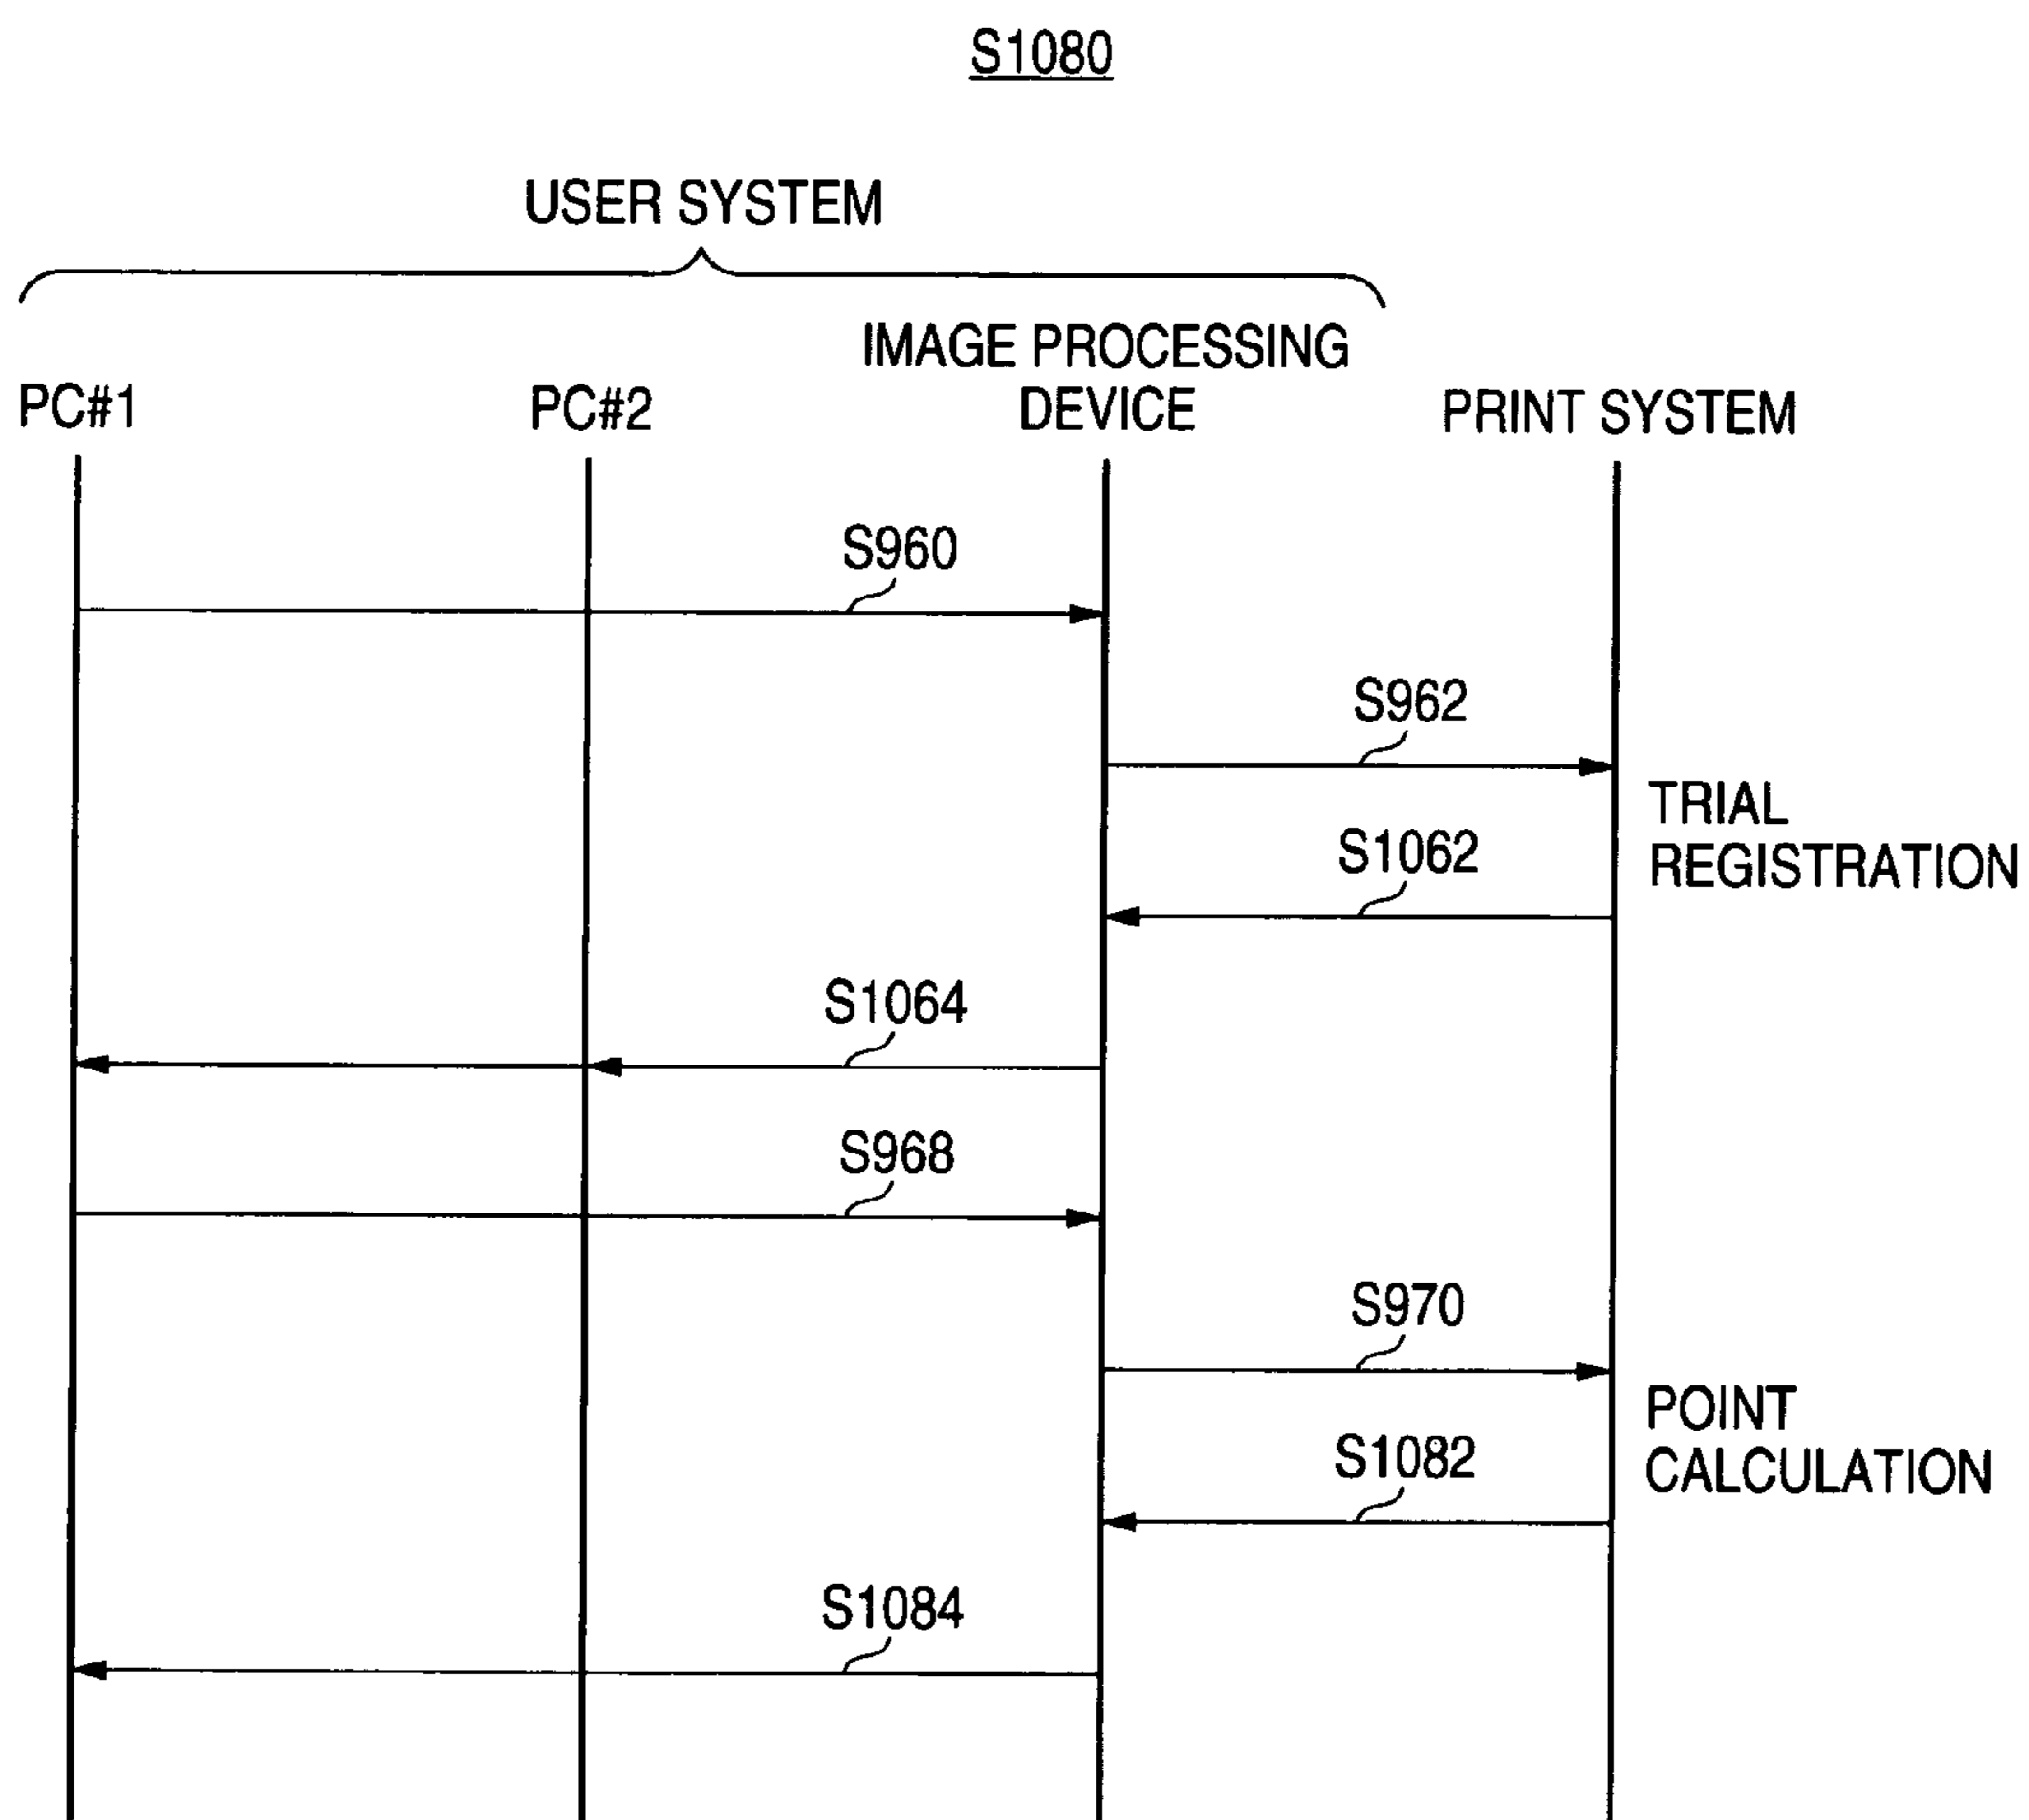 S1080
USER SYSTEM
PC#1
PC#2
IMAGE PROCESSING
DEVICE
PRINT SYSTEM
S960
S962
TRIAL
REGISTRATION
S1062
S1064
S968
S970
POINT
CALCULATION
S1082
S1084